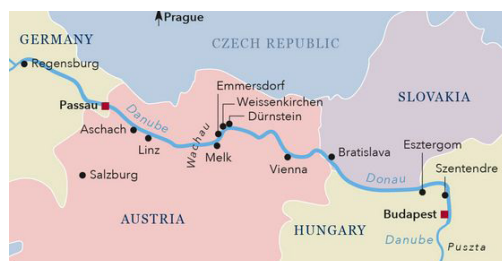 Prague
GERMANY
CZECH REPUBLIC
Regensburg
Emmersdorf
SLOVAKIA
Passau
Danube
Weissenkirchen
Dürnstein
Aschach
Linz
Wachau
Melk
Vienna
Bratislava
Esztergom
Szentendre
Salzburg
Donau
AUSTRIA
HUNGARY
Budapest
Danube
Puszta